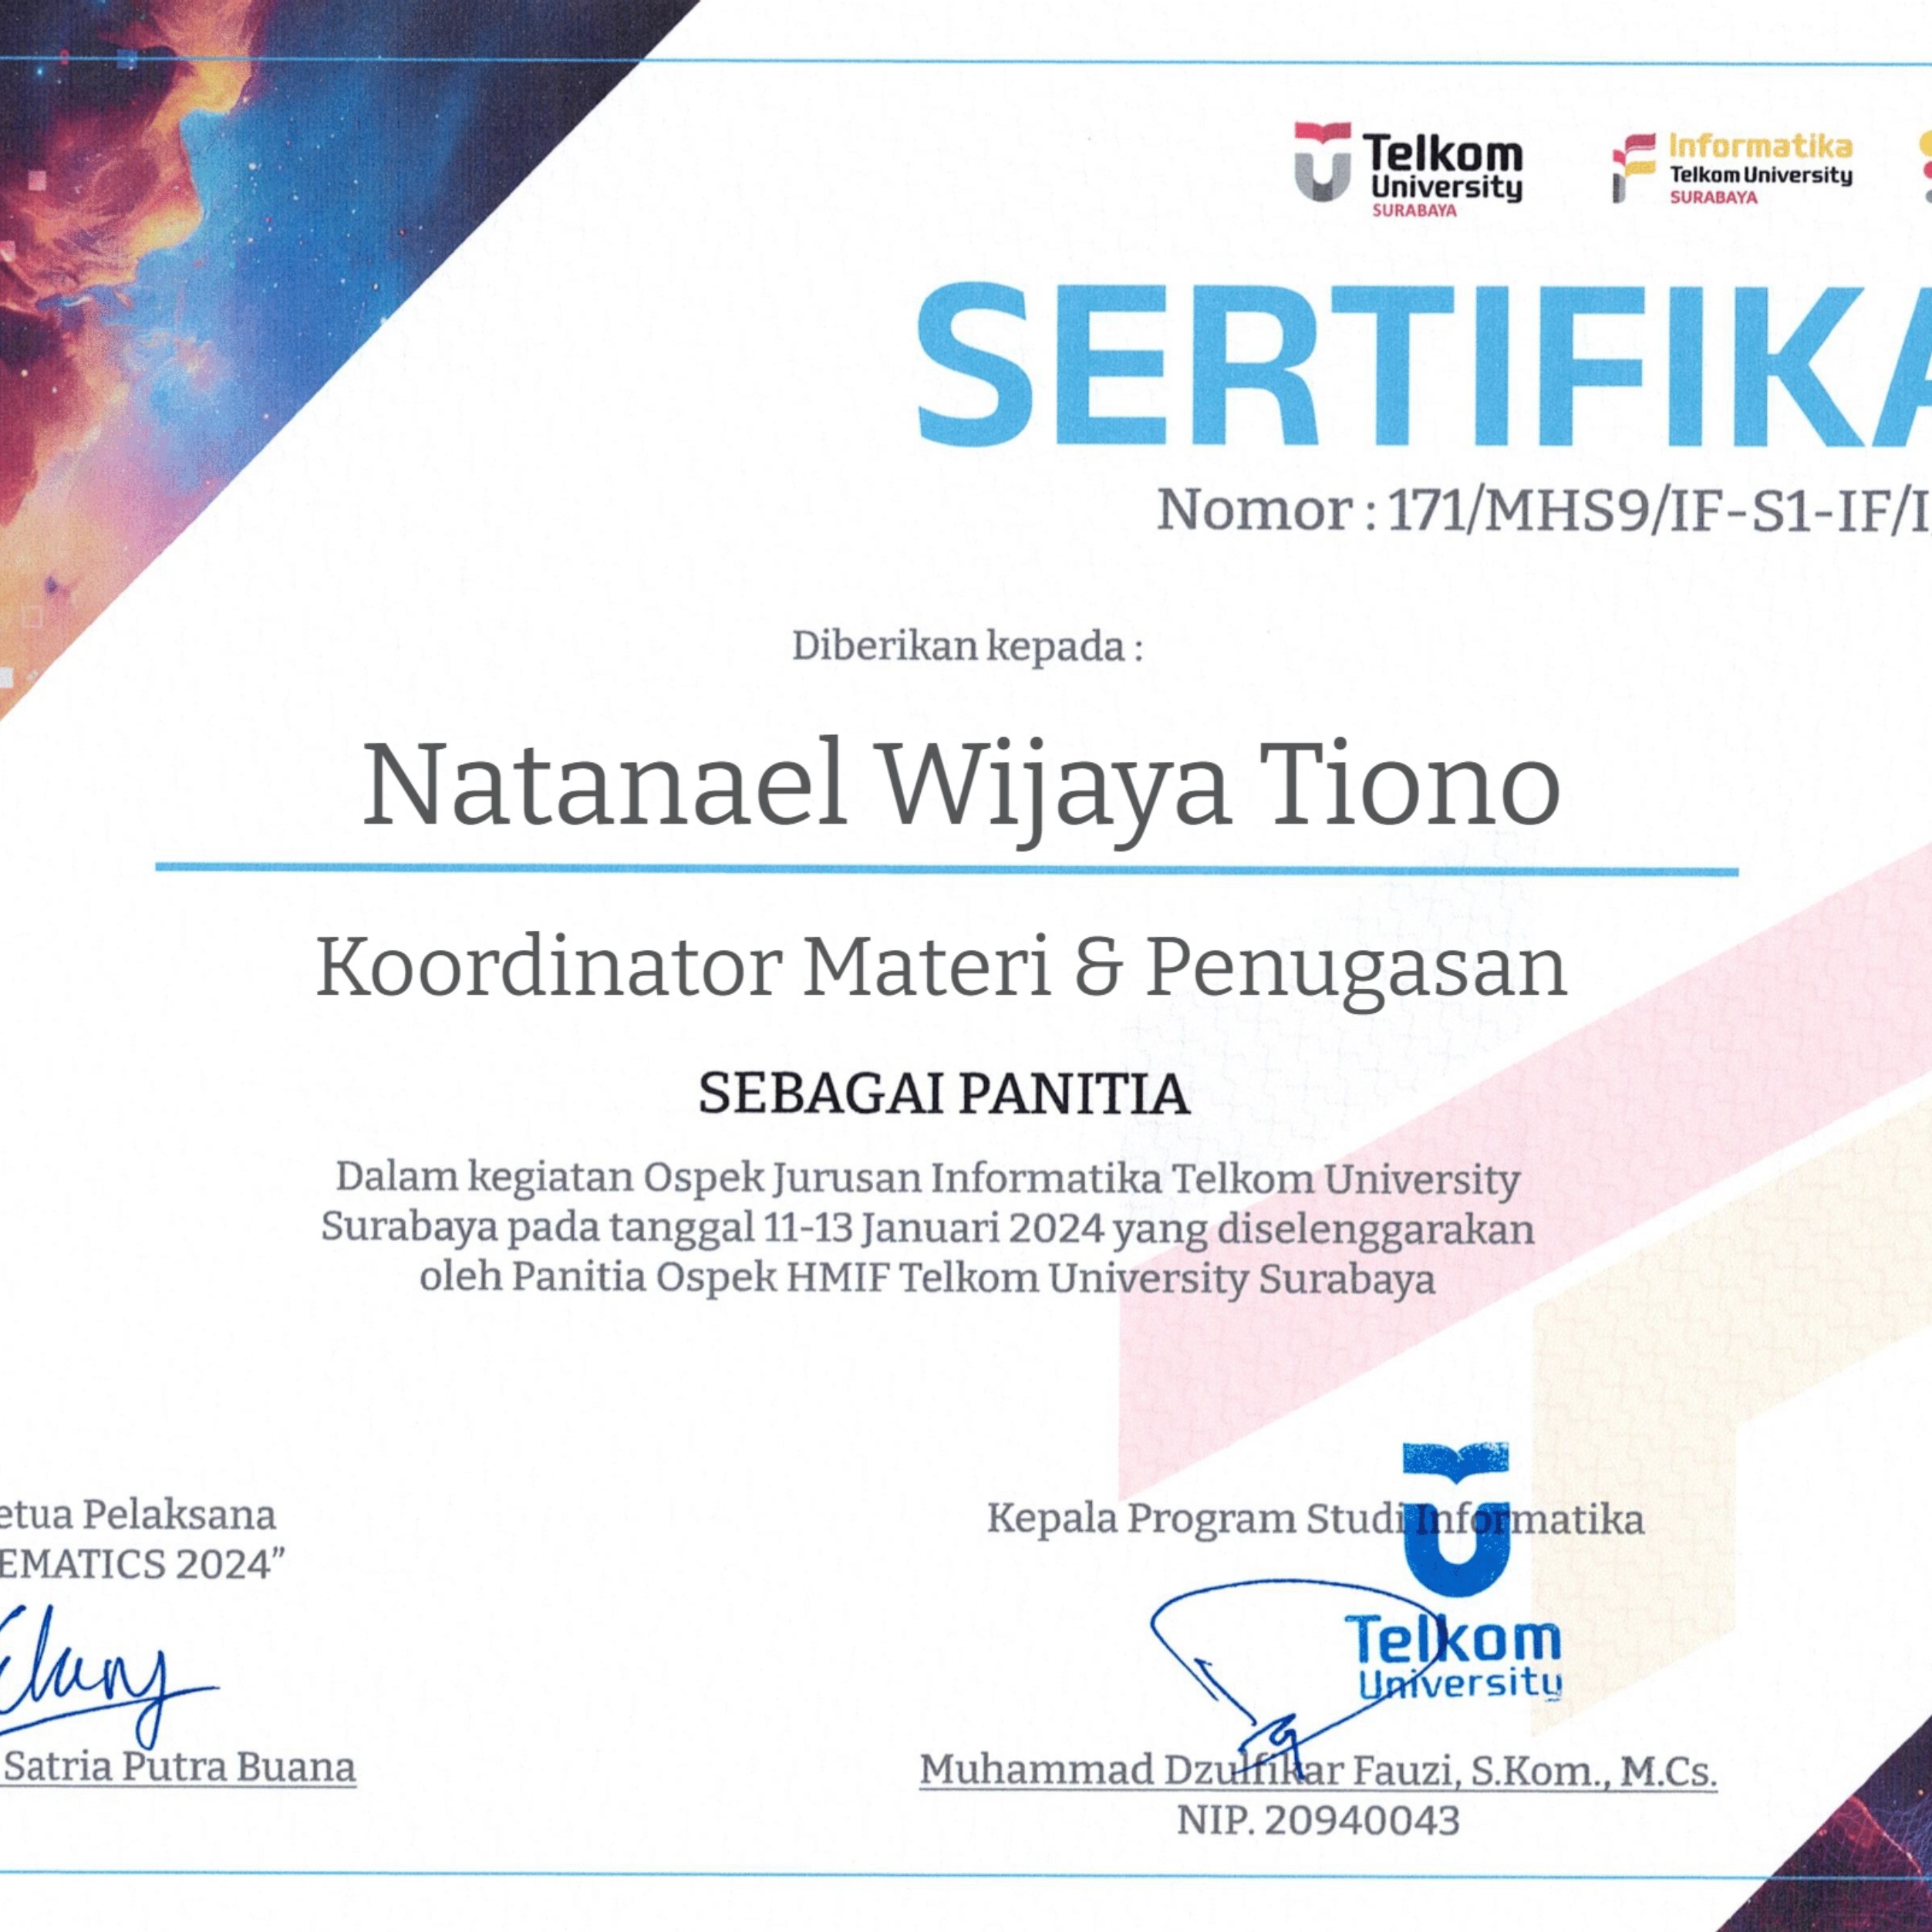 Telkom
University
SURABAYA
Informatika
Telkom University
SURABAYA
SERTIFIKA
Nomor : 171/MHS9/IF-S1-IF/I
Diberikan kepada :
Natanael Wijaya Tiono
Koordinator Materi & Penugasan
SEBAGAI PANITIA
Dalam kegiatan Ospek Jurusan Informatika Telkom University
Surabaya pada tanggal 11-13 Januari 2024 yang diselenggarakan
oleh Panitia Ospek HMIF Telkom University Surabaya
etua Pelaksana
EMATICS 2024”
Satria Putra Buana
Kepala Program Studi Informatika
Telkom
University
Muhammad Dzulfikar Fauzi, S.Kom., M.Cs.
NIP. 20940043